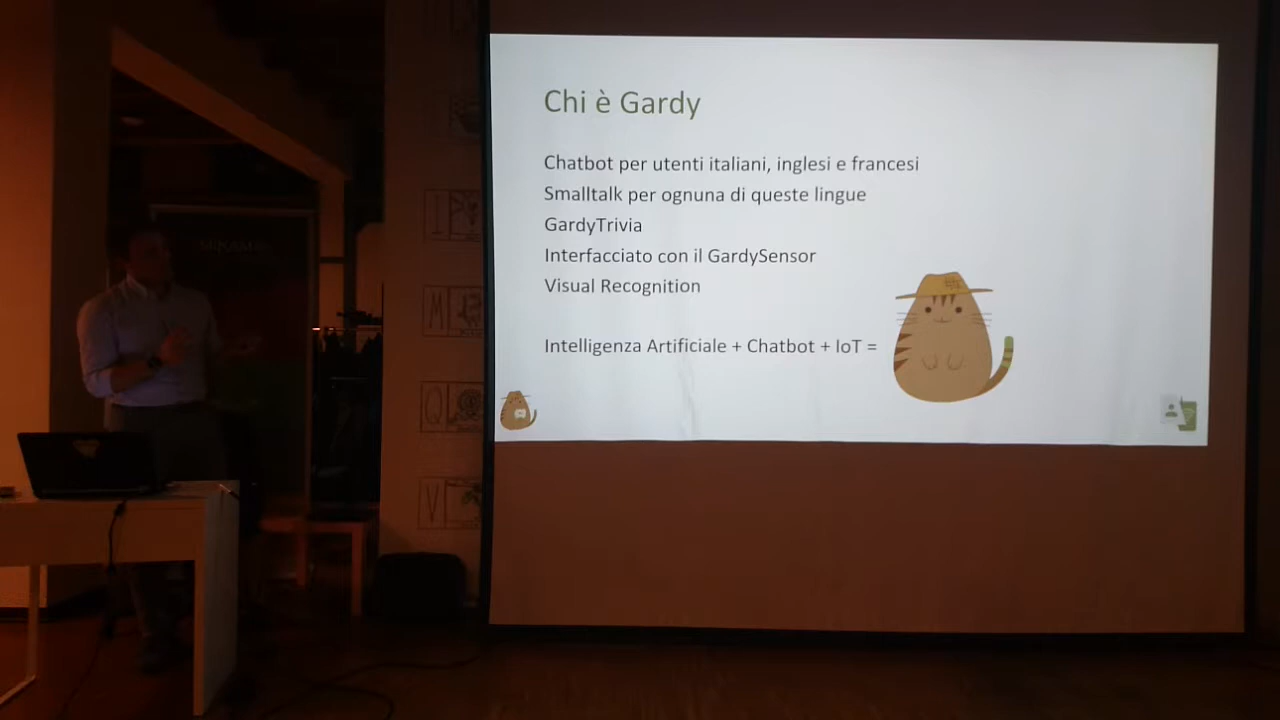 Chi è Gardy
Chatbot per utenti italiani, inglesi e francesi
Smalltalk per ognuna di queste lingue
GardyTrivia
Interfacciato con il GardySensor
Visual Recognition
Intelligenza Artificiale + Chatbot + IoT =
I
M
Q
V